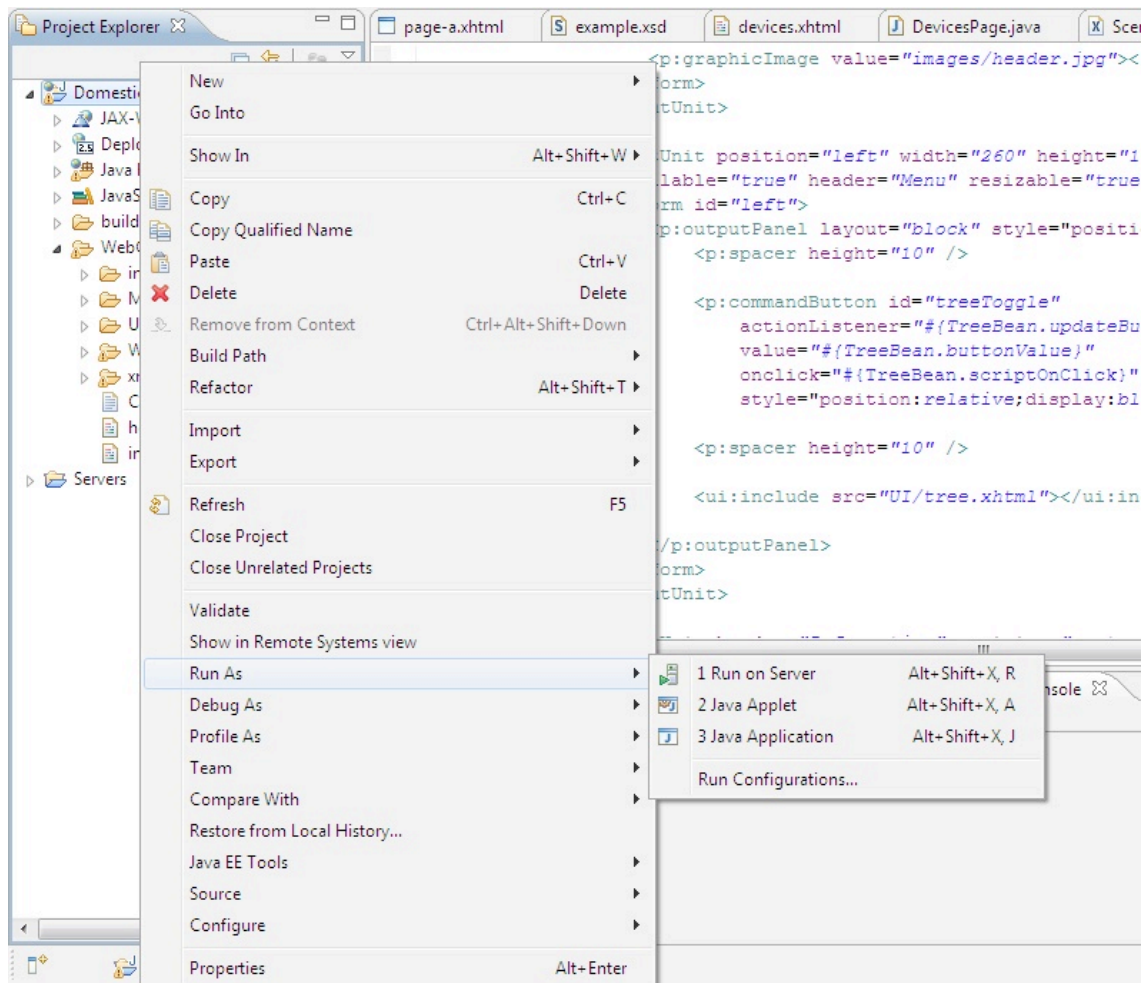 Project Explorer
page-a.xhtml example.xsd devices.xhtml DevicesPage.java
Domesti
JAX-
Deplo
Java
JavaS
build
Web
Servers
New
Go Into
Show In Alt+Shift+W
Copy Ctrl+C
Copy Qualified Name
Paste Ctrl+V
Delete Delete
Remove from Context Ctrl+Alt+Shift+Down
Build Path
Refactor Alt+Shift+T
Import
Export
Refresh F5
Close Project
Close Unrelated Projects
Validate
Show in Remote Systems view
Run As
Debug As
Profile As
Team
Compare With
Restore from Local History...
Java EE Tools
Source
Configure
Properties Alt+Enter
1 Run on Server Alt+Shift+X, R
2 Java Applet Alt+Shift+X, A
3 Java Application Alt+Shift+X, J
Run Configurations...
<p:graphicImage value="images/header.jpg"><
orm>
tUnit>
Unit position="left" width="260" height="1
lable="true" header="Menu" resizable="true
rm id="left">
p:outputPanel layout="block" style="positi
<p:spacer height="10" />
<p:commandButton id="treeToggle"
actionListener="#{TreeBean.updateBu
value="#{TreeBean.buttonValue}"
onclick="#{TreeBean.scriptOnClick}"
style="position:relative;display:bl
<p:spacer height="10" />
<ui:include src="UI/tree.xhtml"></ui:in
/p:outputPanel>
orm>
tUnit>
nsole